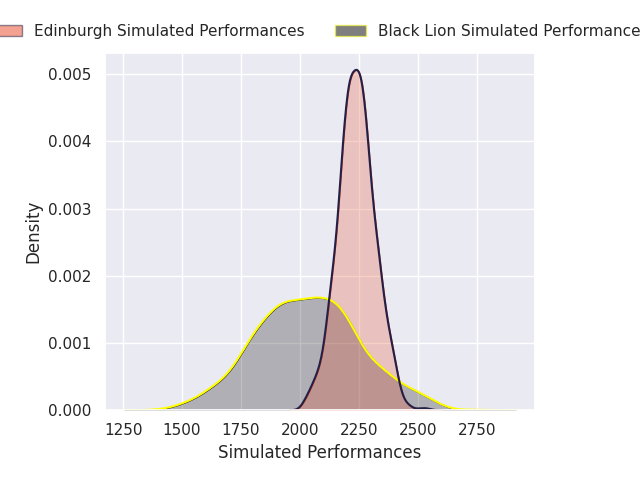 Edinburgh Simulated Performances
Black Lion Simulated Performance
0.005
0.004
0.003
0.002
0.001
0.000
Density
1250 1500 1750 2000 2250 2500 2750
Simulated Performances